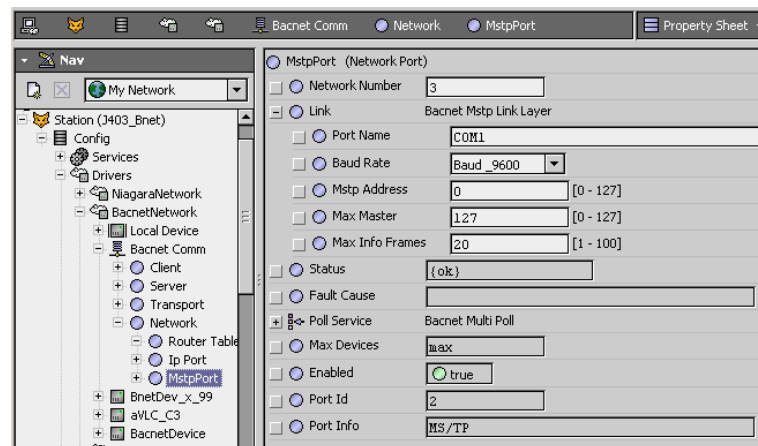 Bacnet Comm Network MstpPort Property Sheet
Nav
My Network
Station (J403_Bnet)
Config
Services
Drivers
NiagaraNetwork
BacnetNetwork
Local Device
Bacnet Comm
Client
Server
Transport
Network
Router Table
Ip Port
MstpPort
BnetDev_x_99
aVLC_C3
BacnetDevice
MstpPort (Network Port)
Network Number 3
Link Bacnet Mstp Link Layer
Port Name COM1
Baud Rate Baud _9600
Mstp Address 0 [0 - 127]
Max Master 127 [0 - 127]
Max Info Frames 20 [1 - 100]
Status {ok}
Fault Cause
Poll Service Bacnet Multi Poll
Max Devices max
Enabled true
Port Id 2
Port Info MS/TP